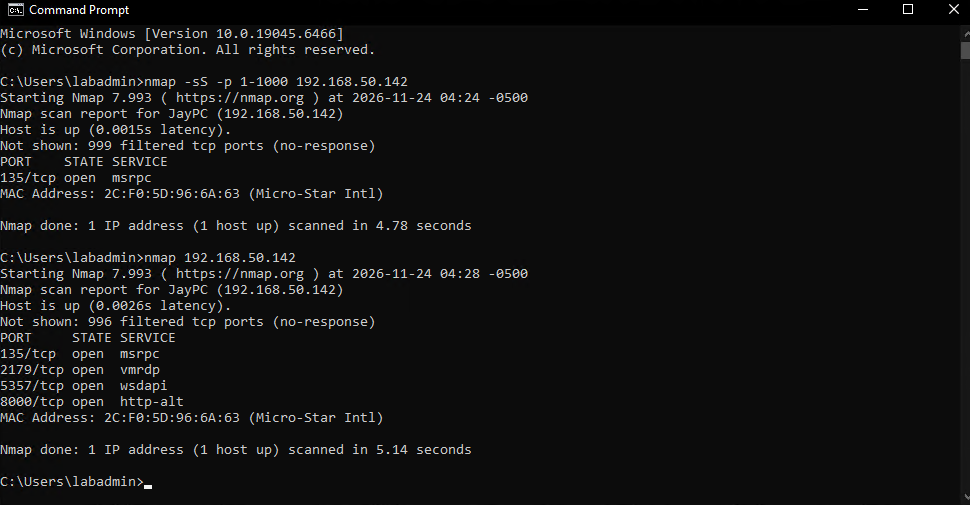 Command Prompt
Microsoft Windows [Version 10.0.19045.6466]
(c) Microsoft Corporation. All rights reserved.
C:\Users\labadmin>nmap -sS -p 1-1000 192.168.50.142
Starting Nmap 7.993 ( https://nmap.org ) at 2026-11-24 04:24 -0500
Nmap scan report for JayPC (192.168.50.142)
Host is up (0.0015s latency).
Not shown: 999 filtered tcp ports (no-response)
PORT    STATE SERVICE
135/tcp open  msrpc
MAC Address: 2C:F0:5D:96:6A:63 (Micro-Star Intl)
Nmap done: 1 IP address (1 host up) scanned in 4.78 seconds
C:\Users\labadmin>nmap 192.168.50.142
Starting Nmap 7.993 ( https://nmap.org ) at 2026-11-24 04:28 -0500
Nmap scan report for JayPC (192.168.50.142)
Host is up (0.0026s latency).
Not shown: 996 filtered tcp ports (no-response)
PORT     STATE SERVICE
135/tcp  open  msrpc
2179/tcp open  vmrdp
5357/tcp open  wsdapi
8000/tcp open  http-alt
MAC Address: 2C:F0:5D:96:6A:63 (Micro-Star Intl)
Nmap done: 1 IP address (1 host up) scanned in 5.14 seconds
C:\Users\labadmin>